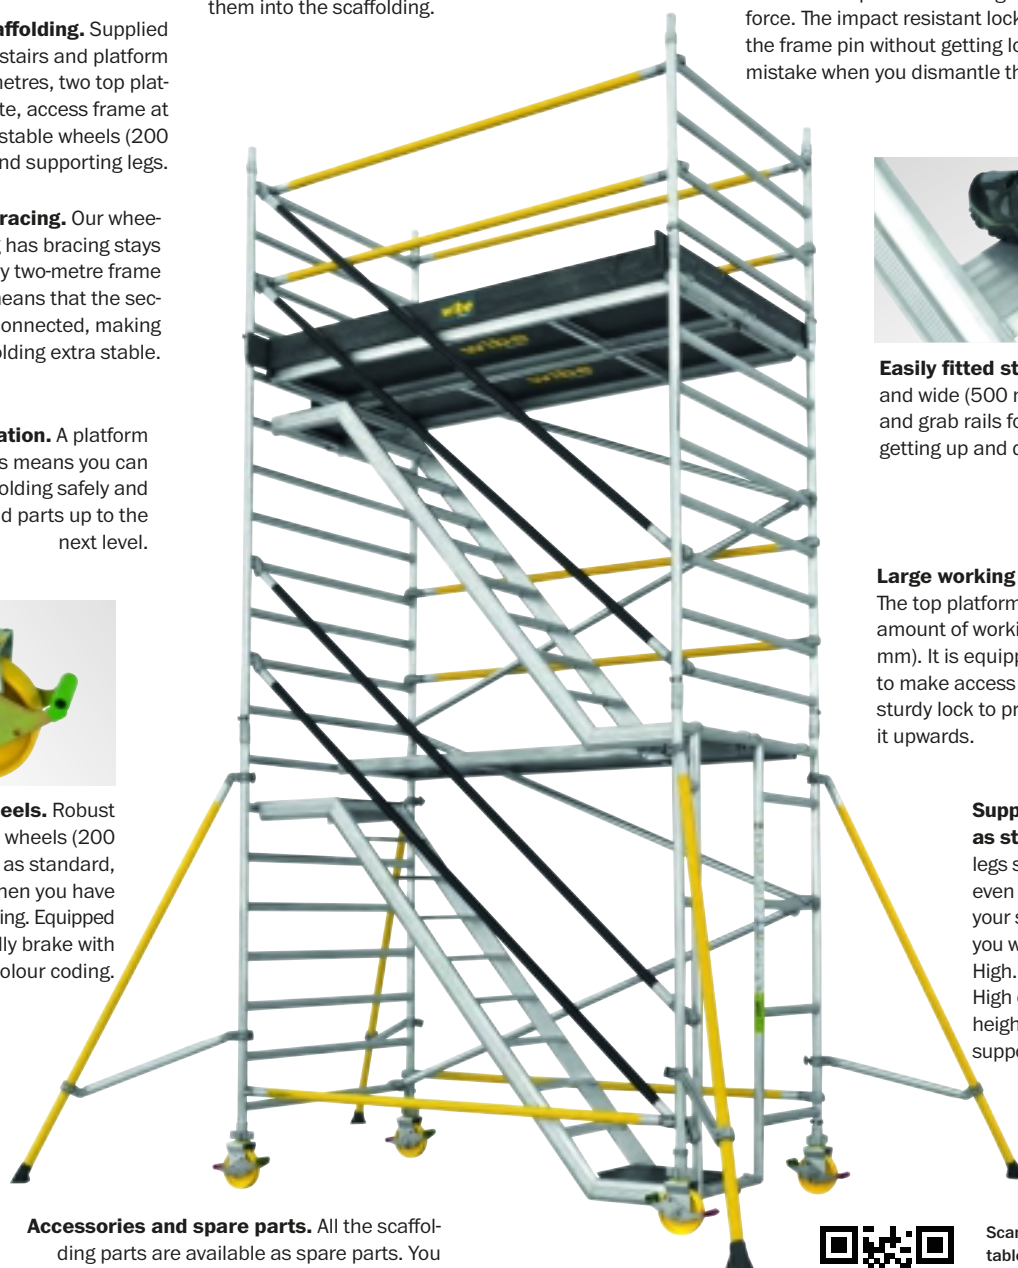 them into the scaffolding.
affolding. Supplied
stairs and platform
netres, two top plat-
te, access frame at
stable wheels (200
nd supporting legs.
racing. Our whee-
g has bracing stays
y two-metre frame
neans that the sec-
onnected, making
olding extra stable.
ation. A platform
s means you can
olding safely and
d parts up to the
next level.
eels. Robust
wheels (200
as standard,
hen you have
ing. Equipped
lly brake with
olour coding.
Accessories and spare parts. All the scaffol-
ding parts are available as spare parts. You
wibe
wibe
wibe
force. The impact resistant lock
the frame pin without getting lo
mistake when you dismantle th
Easily fitted st
and wide (500 r
and grab rails fo
getting up and d
Large working
The top platform
amount of worki
mm). It is equipp
to make access
sturdy lock to pr
it upwards.
Supp
as st
legs s
even
your s
you w
High.
High
heigh
suppo
Scan
table